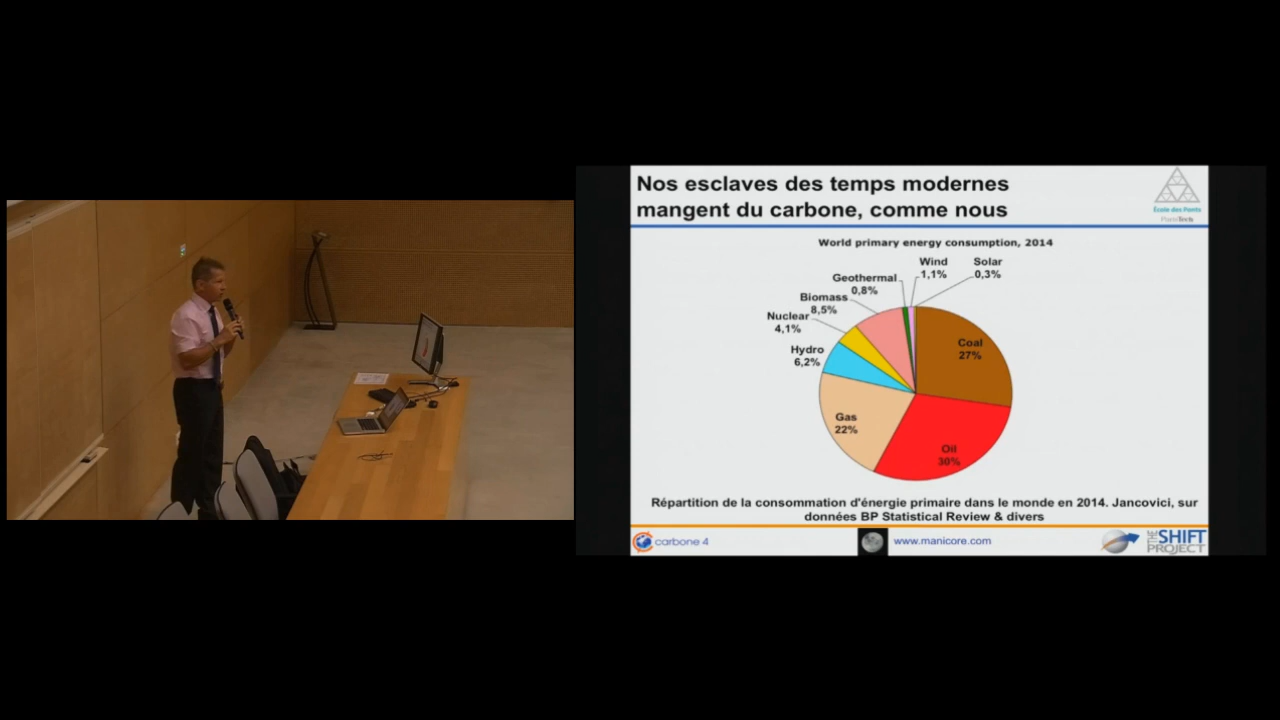 Nos esclaves des temps modernes
mangent du carbone, comme nous
École des Ponts
ParisTech
World primary energy consumption, 2014
Wind
1,1%
Solar
0,3%
Geothermal
0,8%
Biomass
8,5%
Nuclear
4,1%
Hydro
6,2%
Coal
27%
Gas
22%
Oil
30%
Répartition de la consommation d'énergie primaire dans le monde en 2014. Jancovici, sur
données BP Statistical Review & divers
carbone 4
www.manicore.com
THE SHIFT
PROJECT